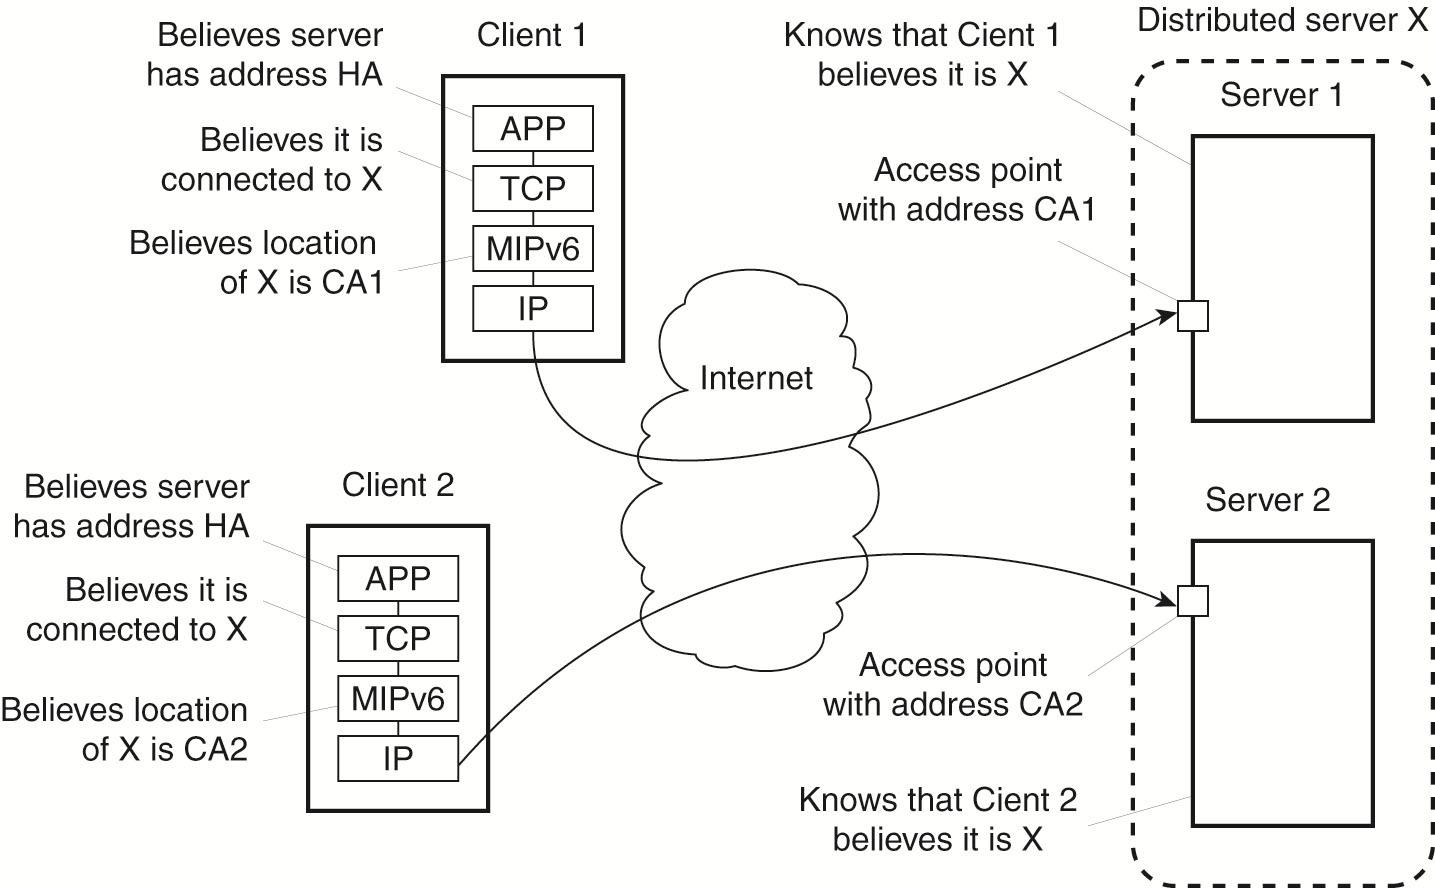 Believes server
has address HA
Client 1
Knows that Cient 1
believes it is X
Distributed server X
Server 1
APP
Believes it is
connected to X
TCP
Access point
with address CA1
Believes location
of X is CA1
MIPv6
IP
Internet
Believes server
has address HA
Client 2
Server 2
APP
Believes it is
connected to X
TCP
Access point
with address CA2
Believes location
of X is CA2
MIPv6
IP
Knows that Cient 2
believes it is X